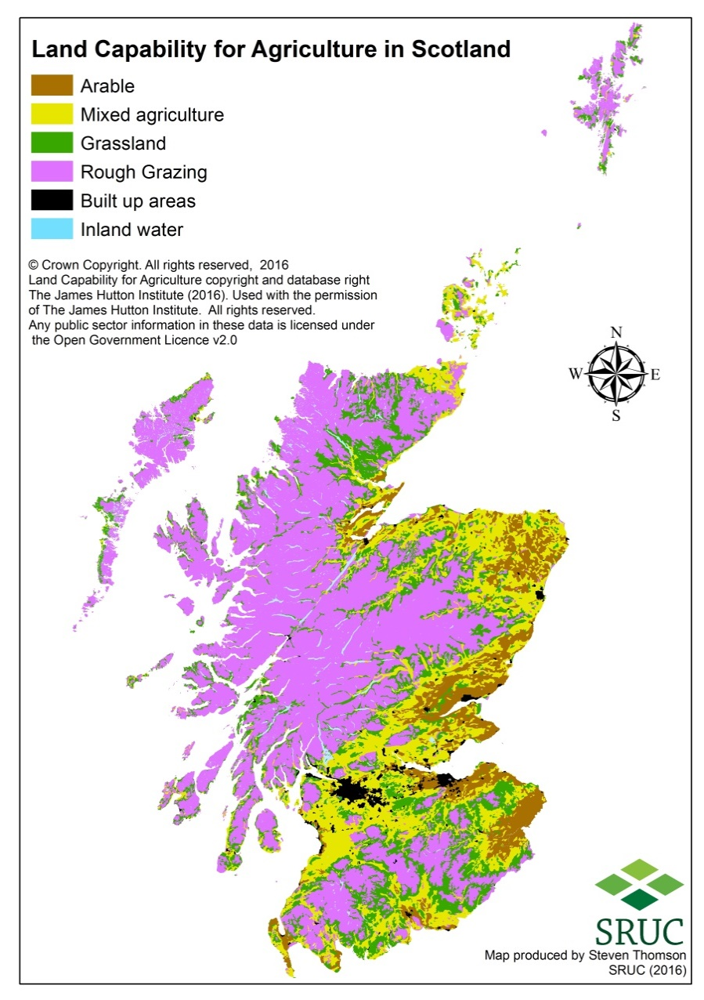 Land Capability for Agriculture in Scotland
Arable
Mixed agriculture
Grassland
Rough Grazing
Built up areas
Inland water
© Crown Copyright. All rights reserved,  2016
Land Capability for Agriculture copyright and database right
The James Hutton Institute (2016). Used with the permission
of The James Hutton Institute.  All rights reserved.
Any public sector information in these data is licensed under
the Open Government Licence v2.0
N
W
E
S
SRUC
Map produced by Steven Thomson
SRUC (2016)